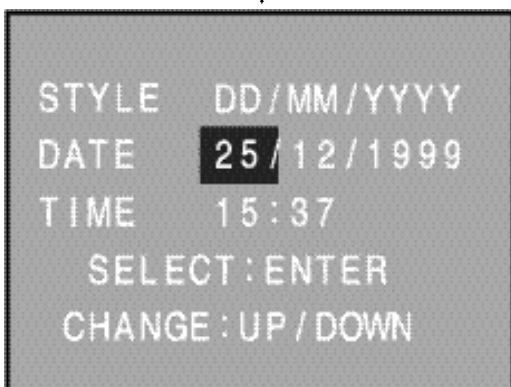 STYLE DD/MM/YYYY
DATE 25/12/1999
TIME 15:37
SELECT:ENTER
CHANGE:UP/DOWN